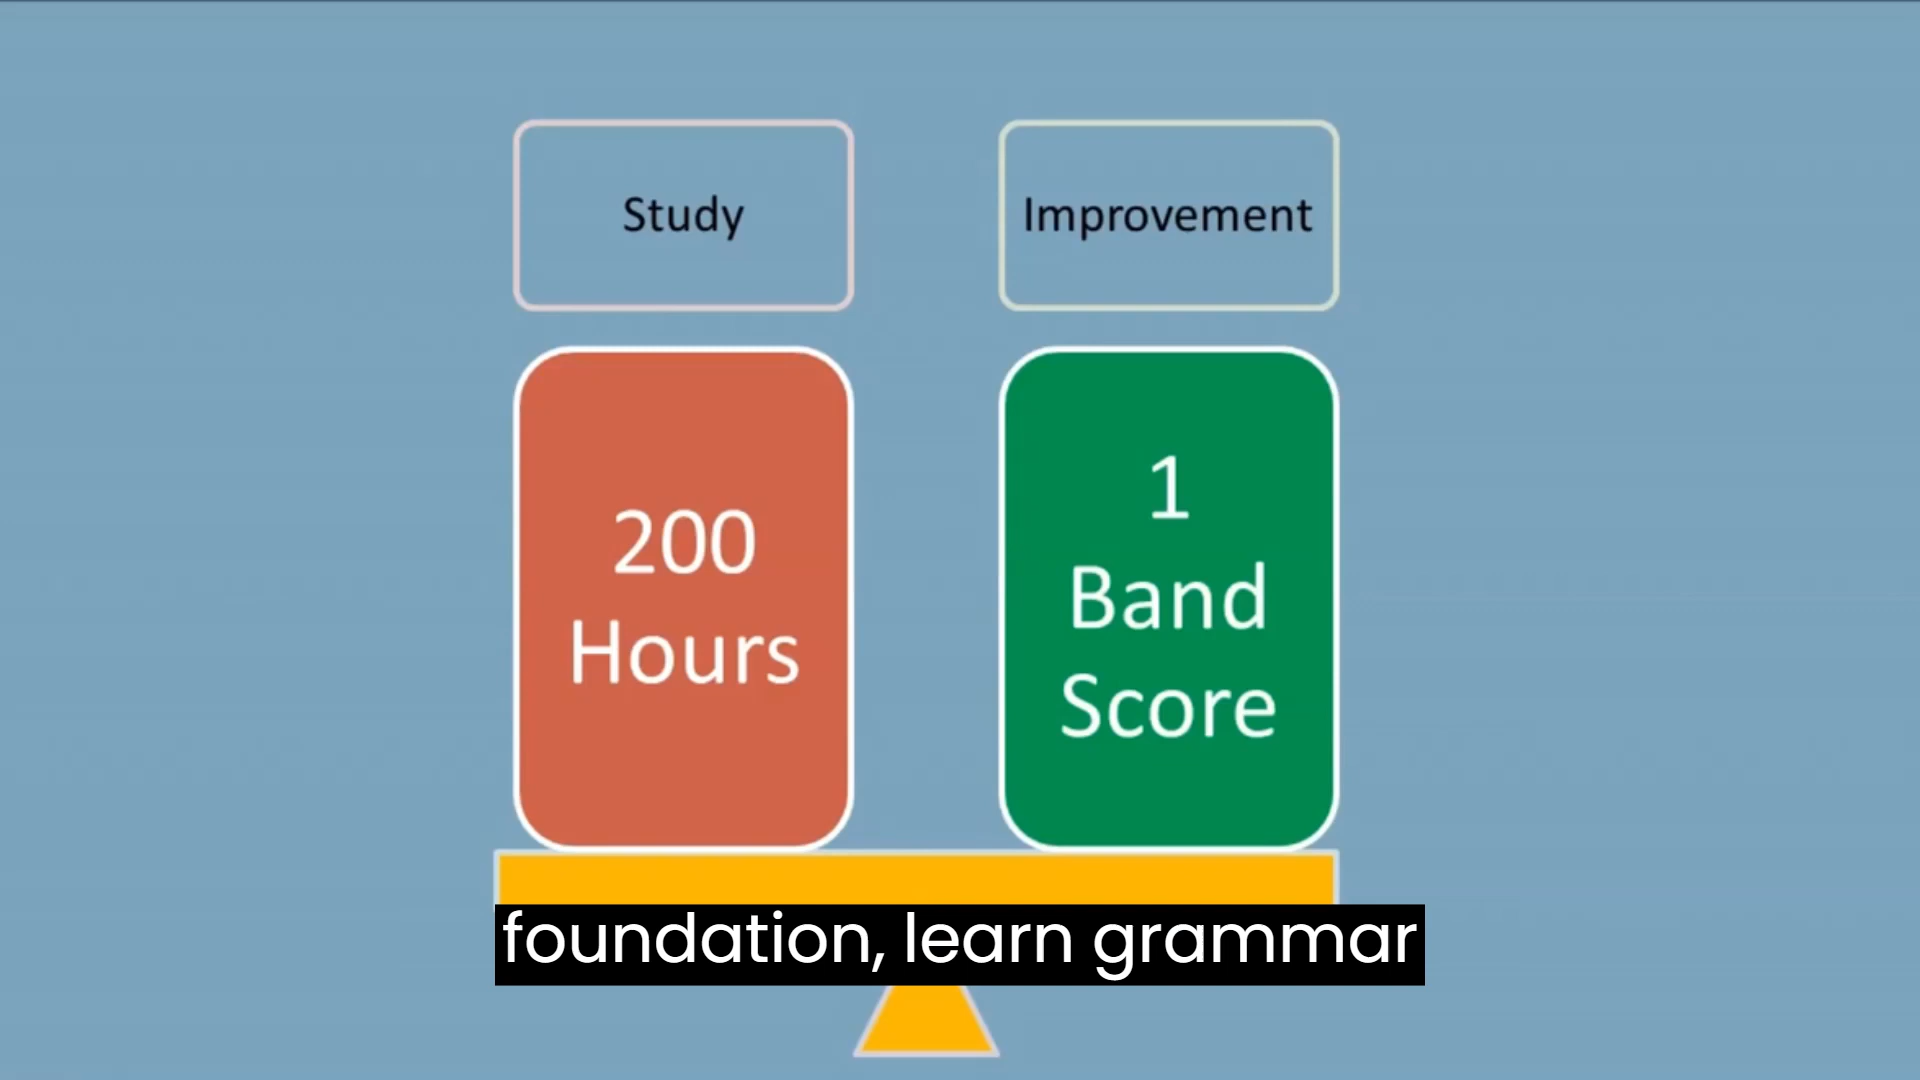 Study
Improvement
200
Hours
1
Band
Score
foundation, learn grammar